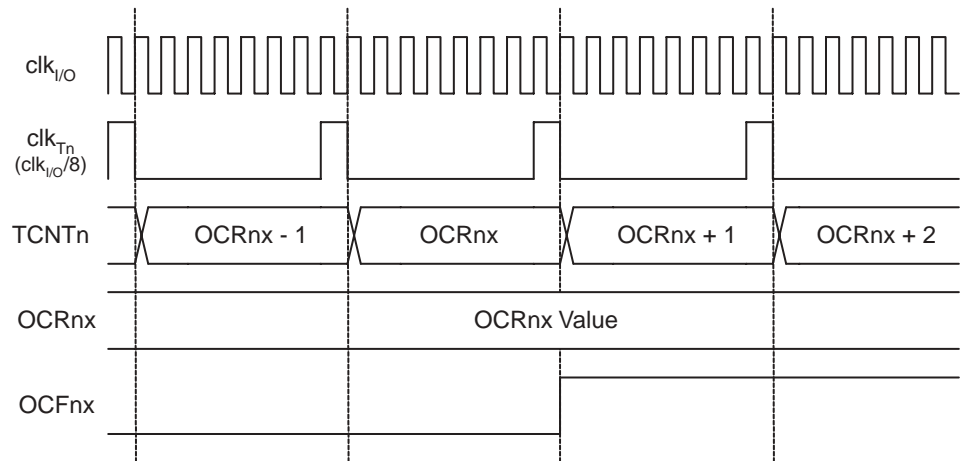 clkI/O
clkTn
(clkI/O/8)
TCNTn
OCRnx - 1
OCRnx
OCRnx + 1
OCRnx + 2
OCRnx
OCRnx Value
OCFnx